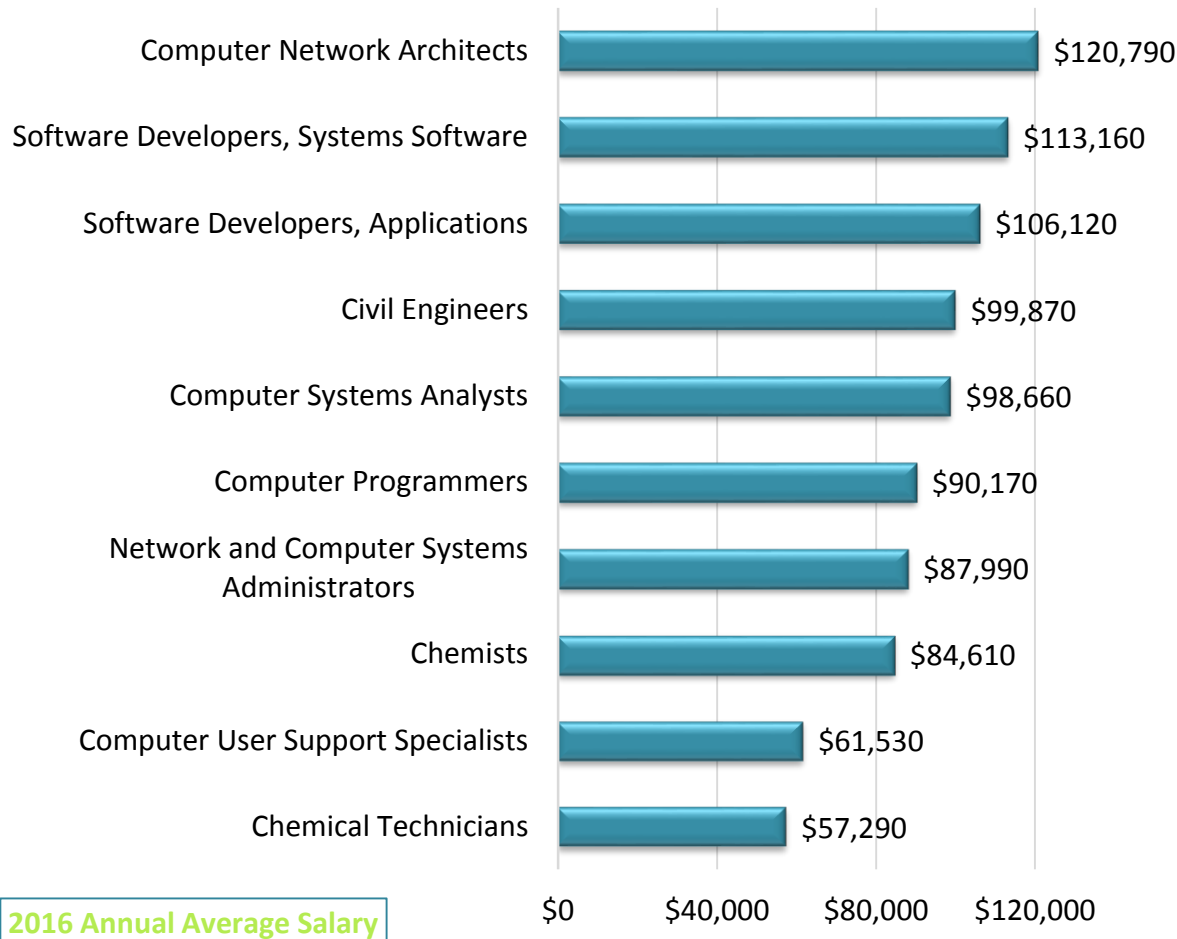 Computer Network Architects
$120,790
Software Developers, Systems Software
$113,160
Software Developers, Applications
$106,120
Civil Engineers
$99,870
Computer Systems Analysts
$98,660
Computer Programmers
$90,170
Network and Computer Systems
Administrators
$87,990
Chemists
$84,610
Computer User Support Specialists
$61,530
Chemical Technicians
$57,290
$0 $40,000 $80,000 $120,000
2016 Annual Average Salary